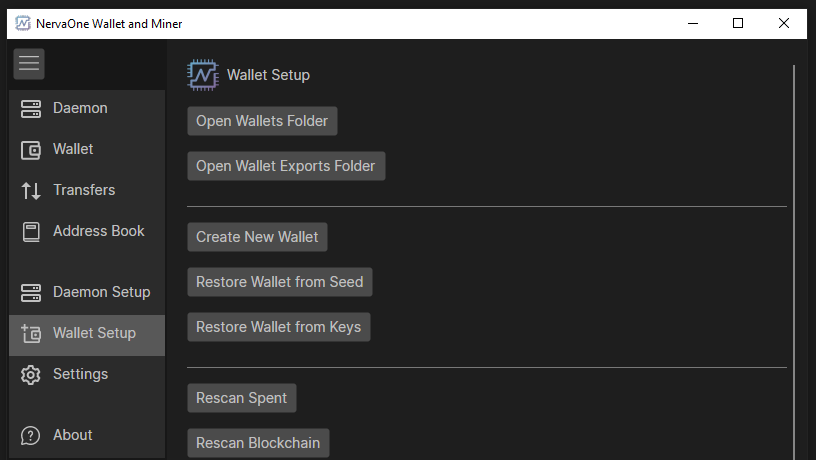 NervaOne Wallet and Miner
Daemon
Wallet
Transfers
Address Book
Daemon Setup
Wallet Setup
Settings
About
Wallet Setup
Open Wallets Folder
Open Wallet Exports Folder
Create New Wallet
Restore Wallet from Seed
Restore Wallet from Keys
Rescan Spent
Rescan Blockchain